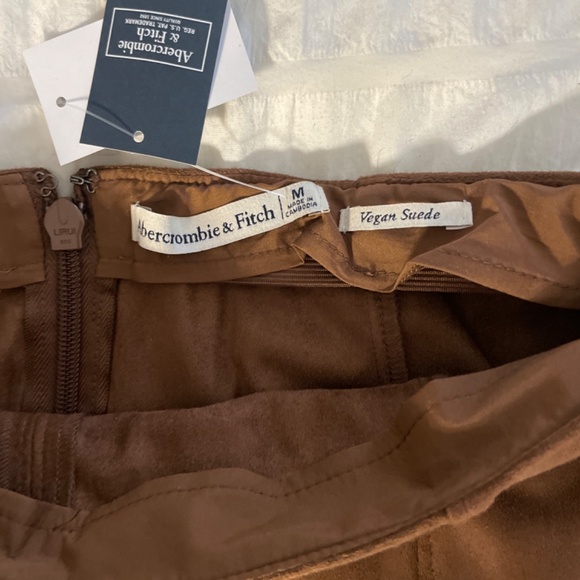 Abercrombie
& Fitch
REG. U.S. PAT. TRADEMARK
QUALITY SINCE 1892
Abercrombie & Fitch
M
MADE IN
CAMBODIA
Vegan Suede